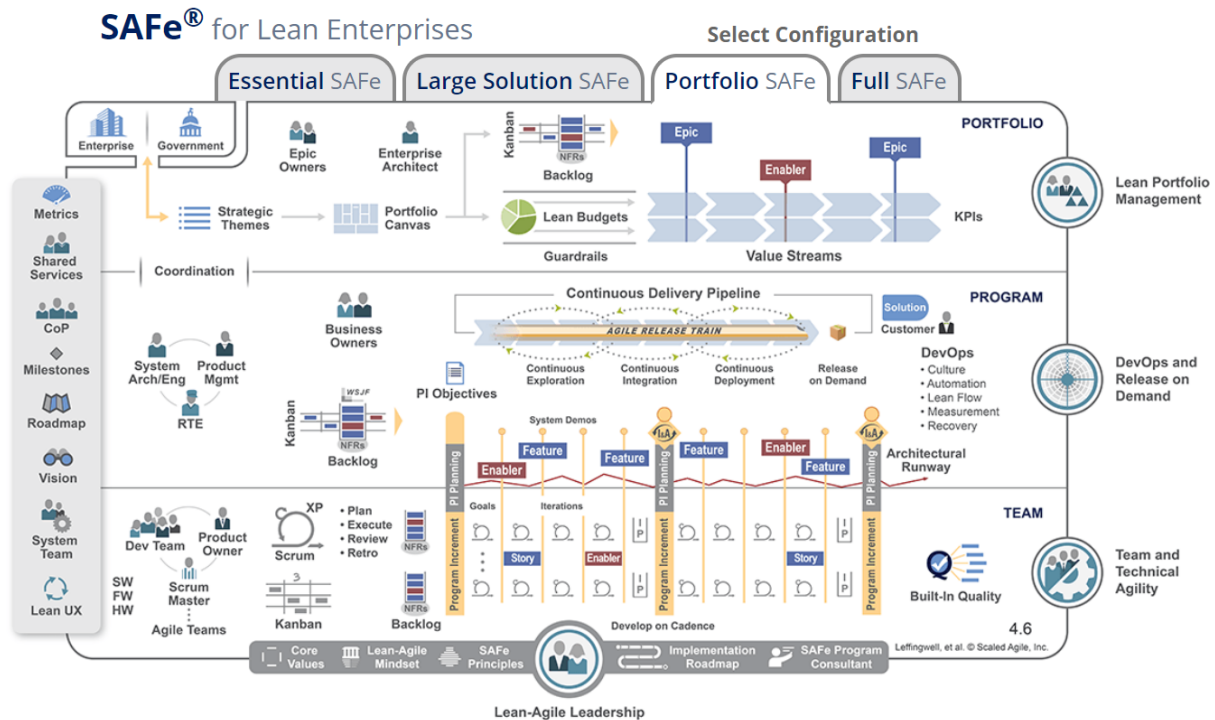 SAFe® for Lean Enterprises
Select Configuration
Essential SAFe
Large Solution SAFe
Portfolio SAFe
Full SAFe
Enterprise
Government
Epic
Owners
Enterprise
Architect
Kanban
NFRs
Backlog
Epic
Enabler
Epic
PORTFOLIO
Lean Portfolio
Management
Strategic
Themes
Portfolio
Canvas
Lean Budgets
Guardrails
KPIs
Value Streams
Metrics
Shared
Services
CoP
Milestones
Roadmap
Vision
System
Team
Lean UX
Coordination
Business
Owners
Continuous Delivery Pipeline
AGILE RELEASE TRAIN
Continuous
Exploration
Continuous
Integration
Continuous
Deployment
Release
on Demand
Solution
Customer
PROGRAM
DevOps
• Culture
• Automation
• Lean Flow
• Measurement
• Recovery
DevOps and
Release on
Demand
System
Arch/Eng
Product
Mgmt
RTE
Kanban
WSJF
NFRs
Backlog
PI Objectives
System Demos
PI Planning
Enabler
Feature
Feature
I&A
PI Planning
Feature
Enabler
Feature
I&A
PI Planning
Architectural
Runway
TEAM
Dev Team
Product
Owner
Scrum
Master
Agile Teams
SW
FW
HW
XP
Scrum
• Plan
• Execute
• Review
• Retro
NFRs
3
Kanban
NFRs
Backlog
Program Increment
Goals
Iterations
Story
Enabler
I
P
I
P
Program Increment
Story
I
P
I
P
Program Increment
Develop on Cadence
Built-In Quality
Team and
Technical
Agility
4.6
Leffingwell, et al. © Scaled Agile, Inc.
Core
Values
Lean-Agile
Mindset
SAFe
Principles
Implementation
Roadmap
SAFe Program
Consultant
Lean-Agile Leadership